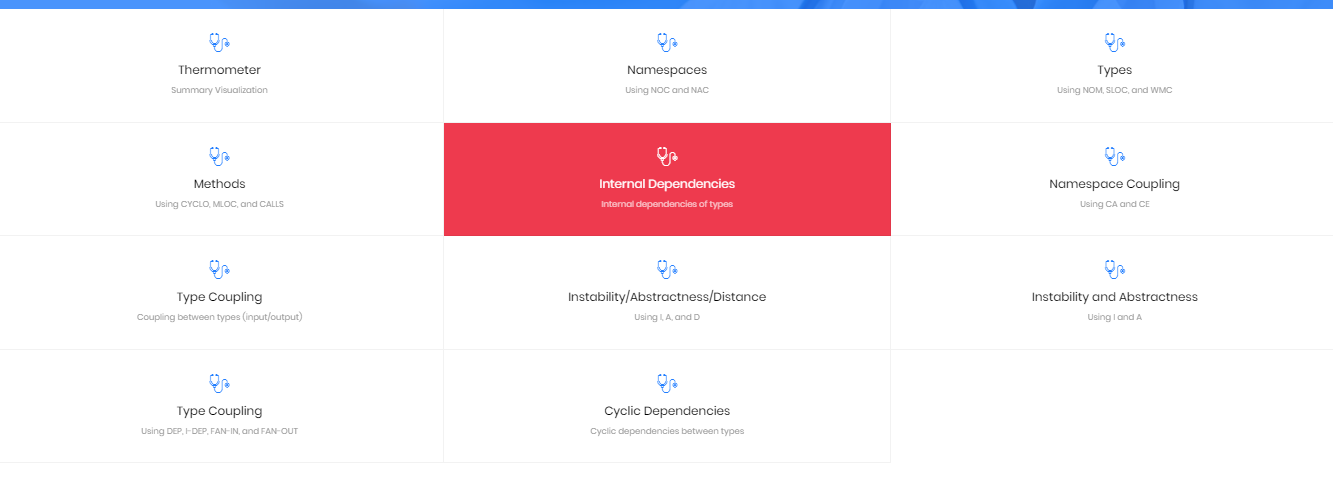 Thermometer
Summary Visualization
Namespaces
Using NOC and NAC
Types
Using NOM, SLOC, and WMC
Methods
Using CYCLO, MLOC, and CALLS
Internal Dependencies
Internal dependencies of types
Namespace Coupling
Using CA and CE
Type Coupling
Coupling between types (input/output)
Instability/Abstractness/Distance
Using I, A, and D
Instability and Abstractness
Using I and A
Type Coupling
Using DEP, I-DEP, FAN-IN, and FAN-OUT
Cyclic Dependencies
Cyclic dependencies between types